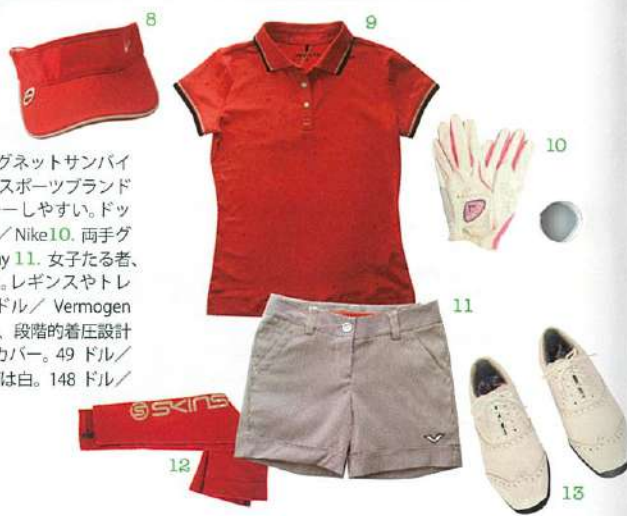 8
9
10
グネットサンバイ
スポーツブランド
ーしやすい。ドッ
／Nike10. 両手グ
y 11. 女子たる者、
。レギンスやトレ
ドル／ Vermogen
、段階的着圧設計
カバー。49 ドル／
は白。148 ドル／
11
SKINS
12
13